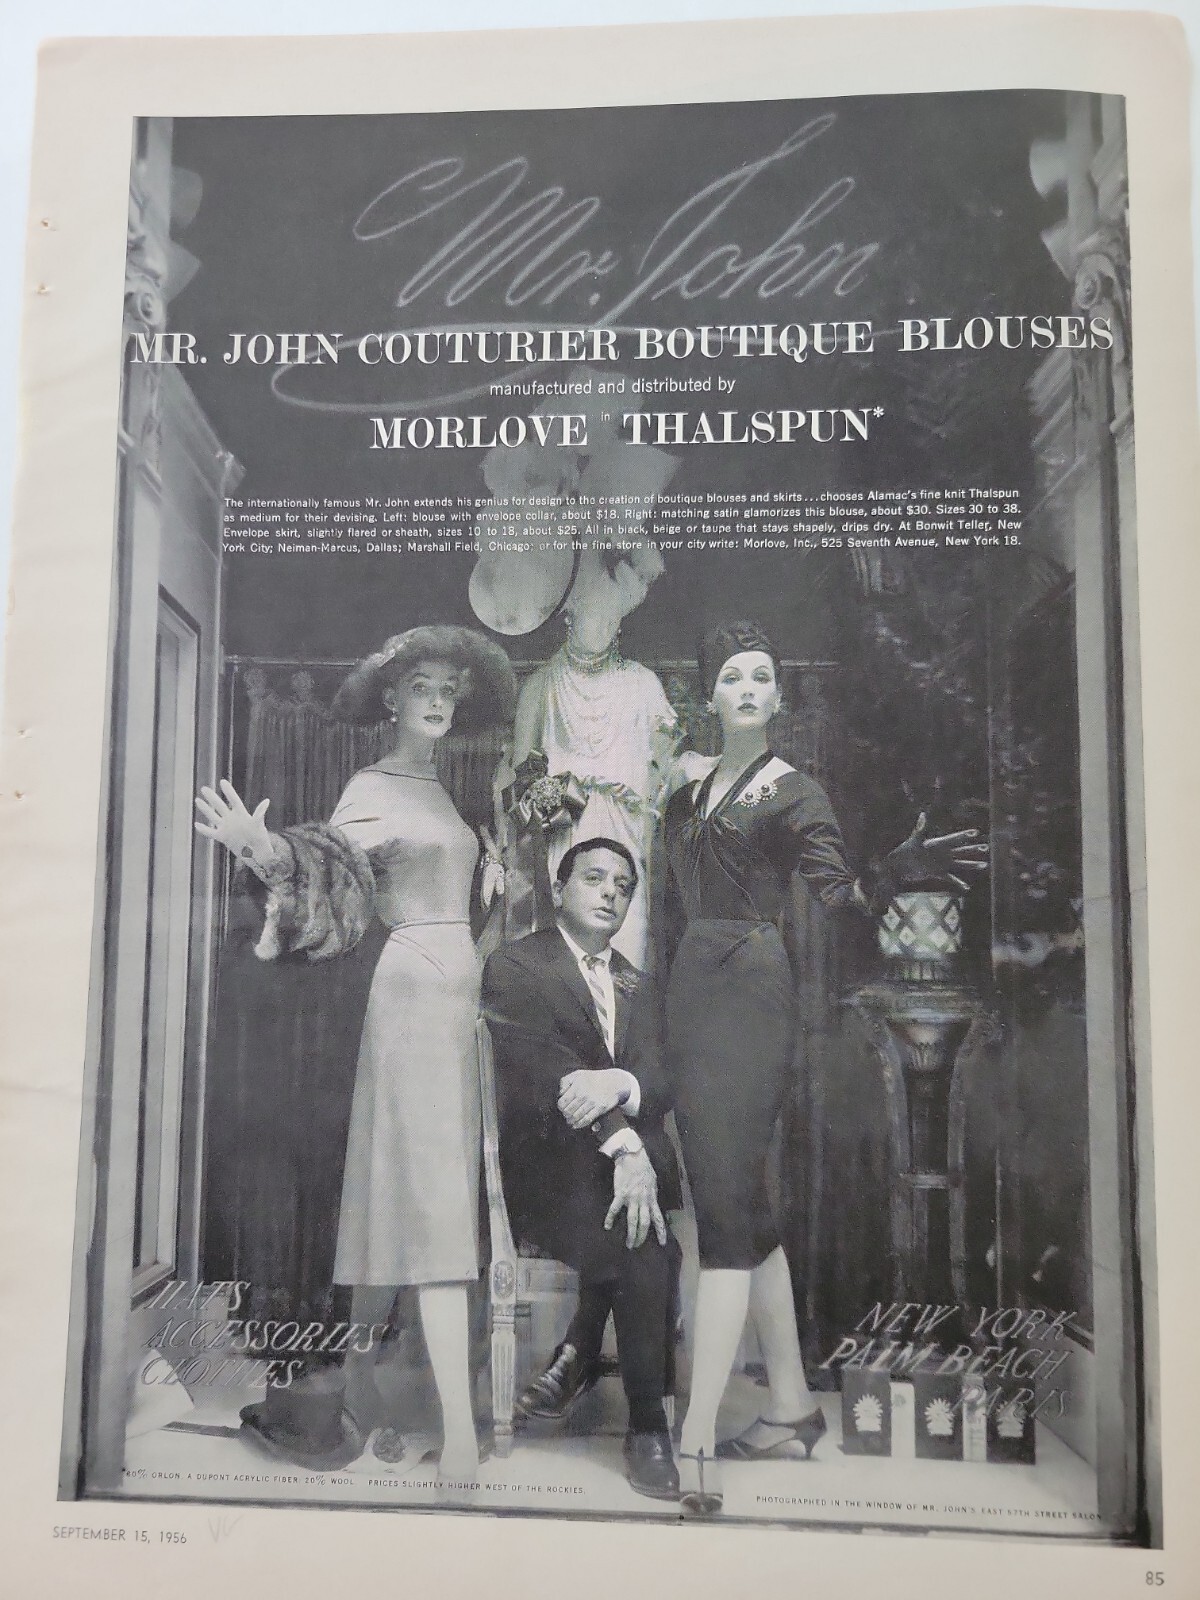 Mr. John
MR. JOHN COUTURIER BOUTIQUE BLOUSES
manufactured and distributed by
MORLOVE in THALSPUN*
The internationally famous Mr. John extends his genius for design to the creation of boutique blouses and skirts...chooses Alamac's fine knit Thalspun
as medium for their devising. Left: blouse with envelope collar, about $18. Right: matching satin glamorizes this blouse, about $30. Sizes 30 to 38.
Envelope skirt, slightly flared or sheath, sizes 10 to 18, about $25. All in black, beige or taupe that stays shapely, drips dry. At Bonwit Teller, New
York City; Neiman-Marcus, Dallas; Marshall Field, Chicago; or for the fine store in your city write: Morlove, Inc., 525 Seventh Avenue, New York 18.
HATS
ACCESSORIES
CLOTHES
NEW YORK
PALM BEACH
PARIS
*80% ORLON, A DUPONT ACRYLIC FIBER. 20% WOOL. PRICES SLIGHTLY HIGHER WEST OF THE ROCKIES.
PHOTOGRAPHED IN THE WINDOW OF MR. JOHN'S EAST 57TH STREET SALON
SEPTEMBER 15, 1956
85